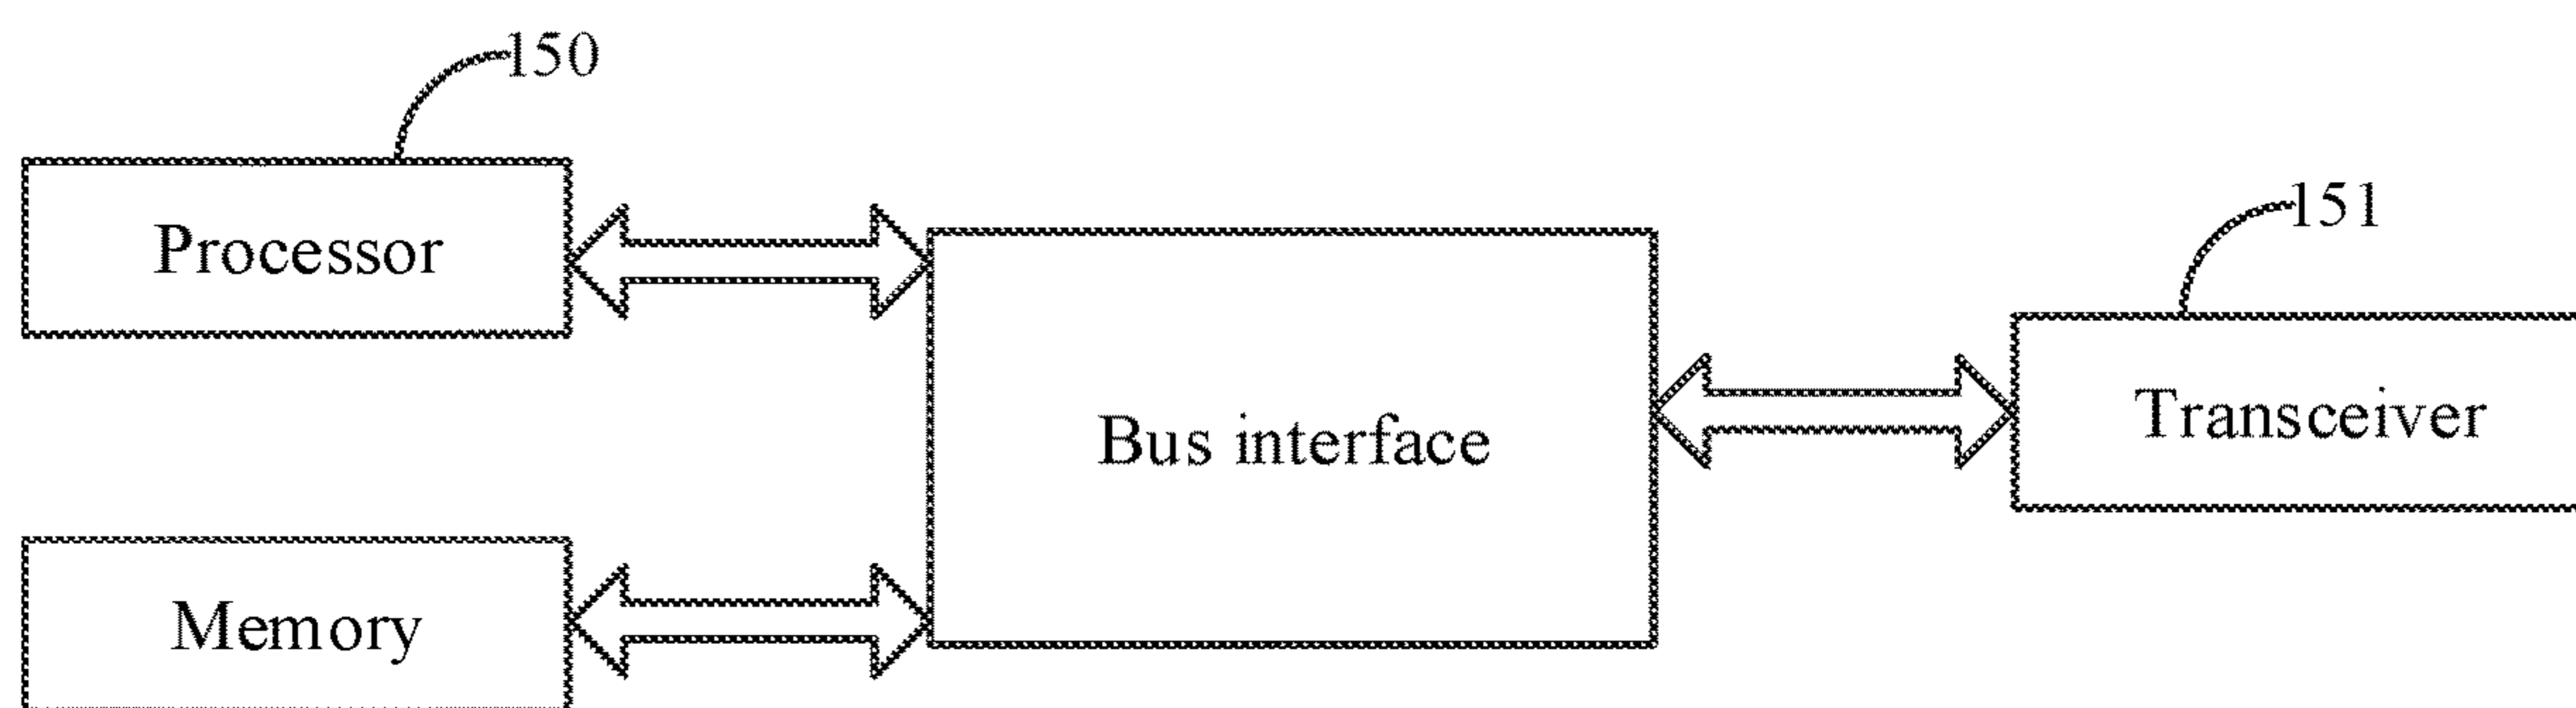 150
Processor
151
Transceiver
Bus interface
Memory